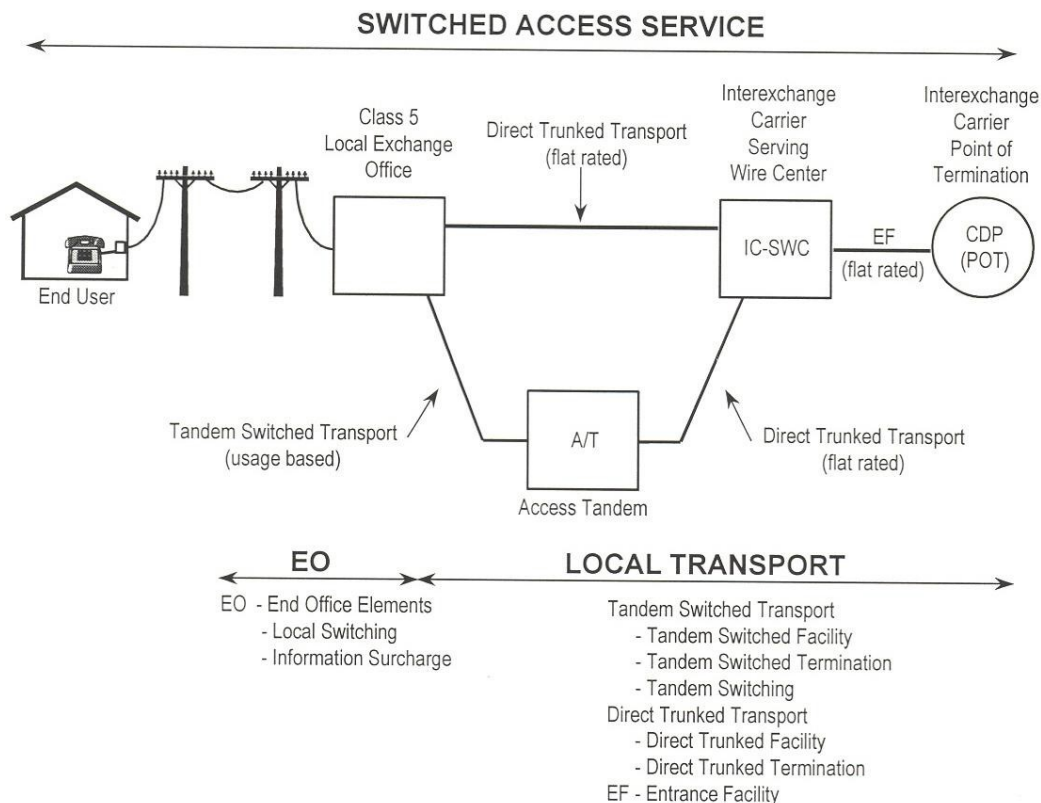 SWITCHED ACCESS SERVICE
Class 5
Local Exchange
Office
Direct Trunked Transport
(flat rated)
Interexchange
Carrier
Serving
Wire Center
Interexchange
Carrier
Point of
Termination
End User
IC-SWC
EF
(flat rated)
CDP
(POT)
Tandem Switched Transport
(usage based)
A/T
Access Tandem
Direct Trunked Transport
(flat rated)
EO
LOCAL TRANSPORT
EO - End Office Elements
- Local Switching
- Information Surcharge
Tandem Switched Transport
- Tandem Switched Facility
- Tandem Switched Termination
- Tandem Switching
Direct Trunked Transport
- Direct Trunked Facility
- Direct Trunked Termination
EF - Entrance Facility